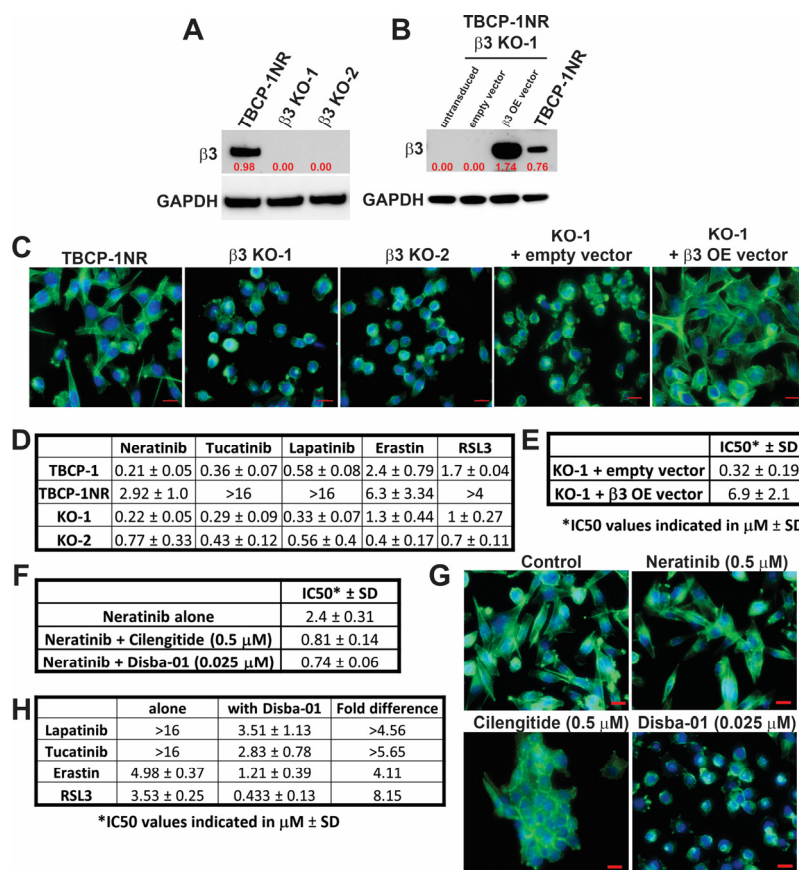 A
TBCP-1NR
β3 KO-1
β3 KO-2
β3
0.98 0.00 0.00
GAPDH
B
TBCP-1NR
β3 KO-1
untransduced
empty vector
β3 OE vector
TBCP-1NR
β3
0.00 0.00 1.74 0.76
GAPDH
C
TBCP-1NR
β3 KO-1
β3 KO-2
KO-1
+ empty vector
KO-1
+ β3 OE vector
D
Neratinib Tucatinib Lapatinib Erastin RSL3
TBCP-1 0.21 ± 0.05 0.36 ± 0.07 0.58 ± 0.08 2.4 ± 0.79 1.7 ± 0.04
TBCP-1NR 2.92 ± 1.0 >16 >16 6.3 ± 3.34 >4
KO-1 0.22 ± 0.05 0.29 ± 0.09 0.33 ± 0.07 1.3 ± 0.44 1 ± 0.27
KO-2 0.77 ± 0.33 0.43 ± 0.12 0.56 ± 0.4 0.4 ± 0.17 0.7 ± 0.11
E
IC50* ± SD
KO-1 + empty vector 0.32 ± 0.19
KO-1 + β3 OE vector 6.9 ± 2.1
*IC50 values indicated in µM ± SD
F
IC50* ± SD
Neratinib alone 2.4 ± 0.31
Neratinib + Cilengitide (0.5 µM) 0.81 ± 0.14
Neratinib + Disba-01 (0.025 µM) 0.74 ± 0.06
G
Control
Neratinib (0.5 µM)
Cilengitide (0.5 µM)
Disba-01 (0.025 µM)
H
alone with Disba-01 Fold difference
Lapatinib >16 3.51 ± 1.13 >4.56
Tucatinib >16 2.83 ± 0.78 >5.65
Erastin 4.98 ± 0.37 1.21 ± 0.39 4.11
RSL3 3.53 ± 0.25 0.433 ± 0.13 8.15
*IC50 values indicated in µM ± SD